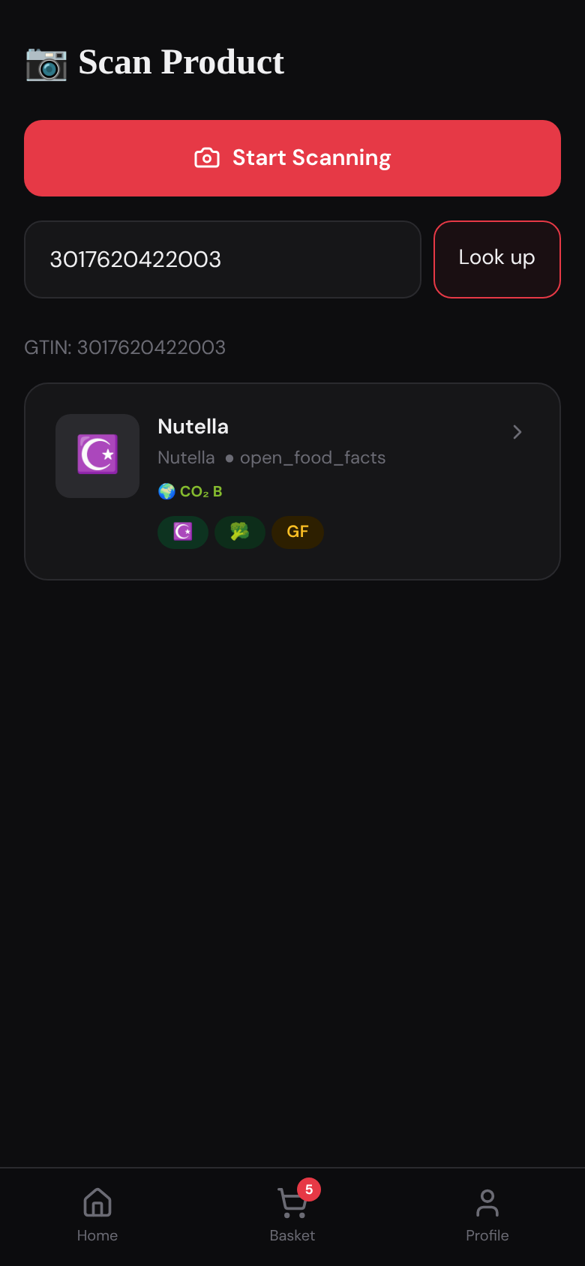 Scan Product
Start Scanning
3017620422003
Look up
GTIN: 3017620422003
Nutella
Nutella ● open_food_facts
CO₂ B
GF
5
Home
Basket
Profile